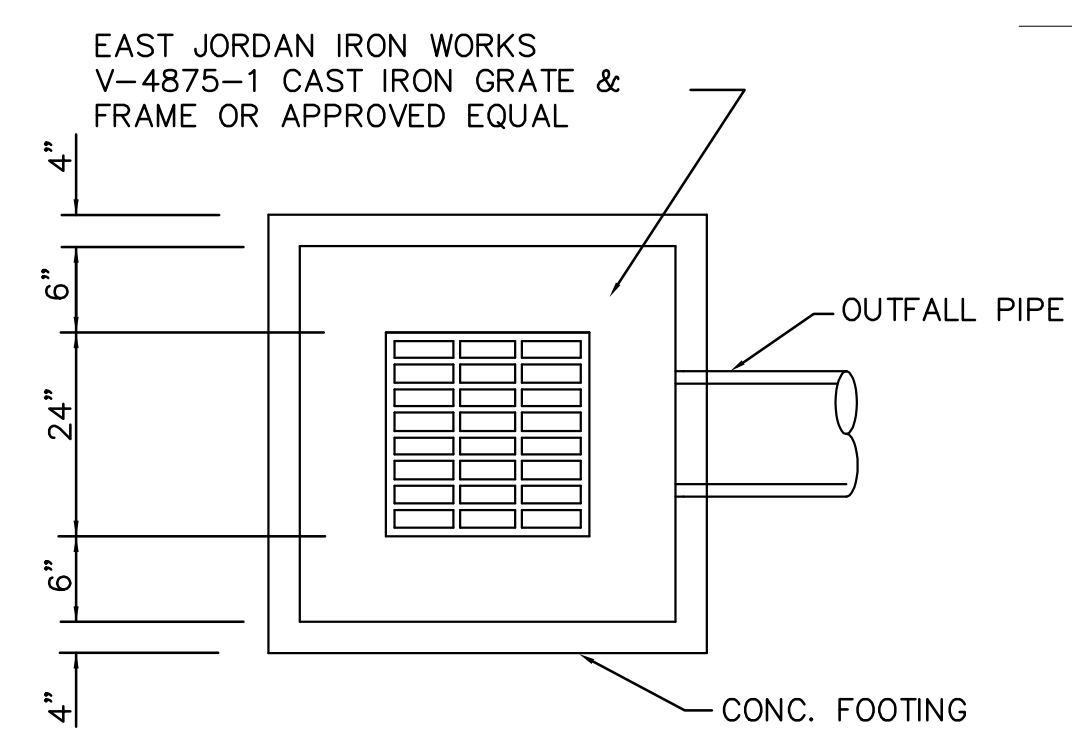 EAST JORDAN IRON WORKS
V-4875-1 CAST IRON GRATE &
FRAME OR APPROVED EQUAL
4"
6"
OUTFALL PIPE
24"
6"
4"
CONC. FOOTING